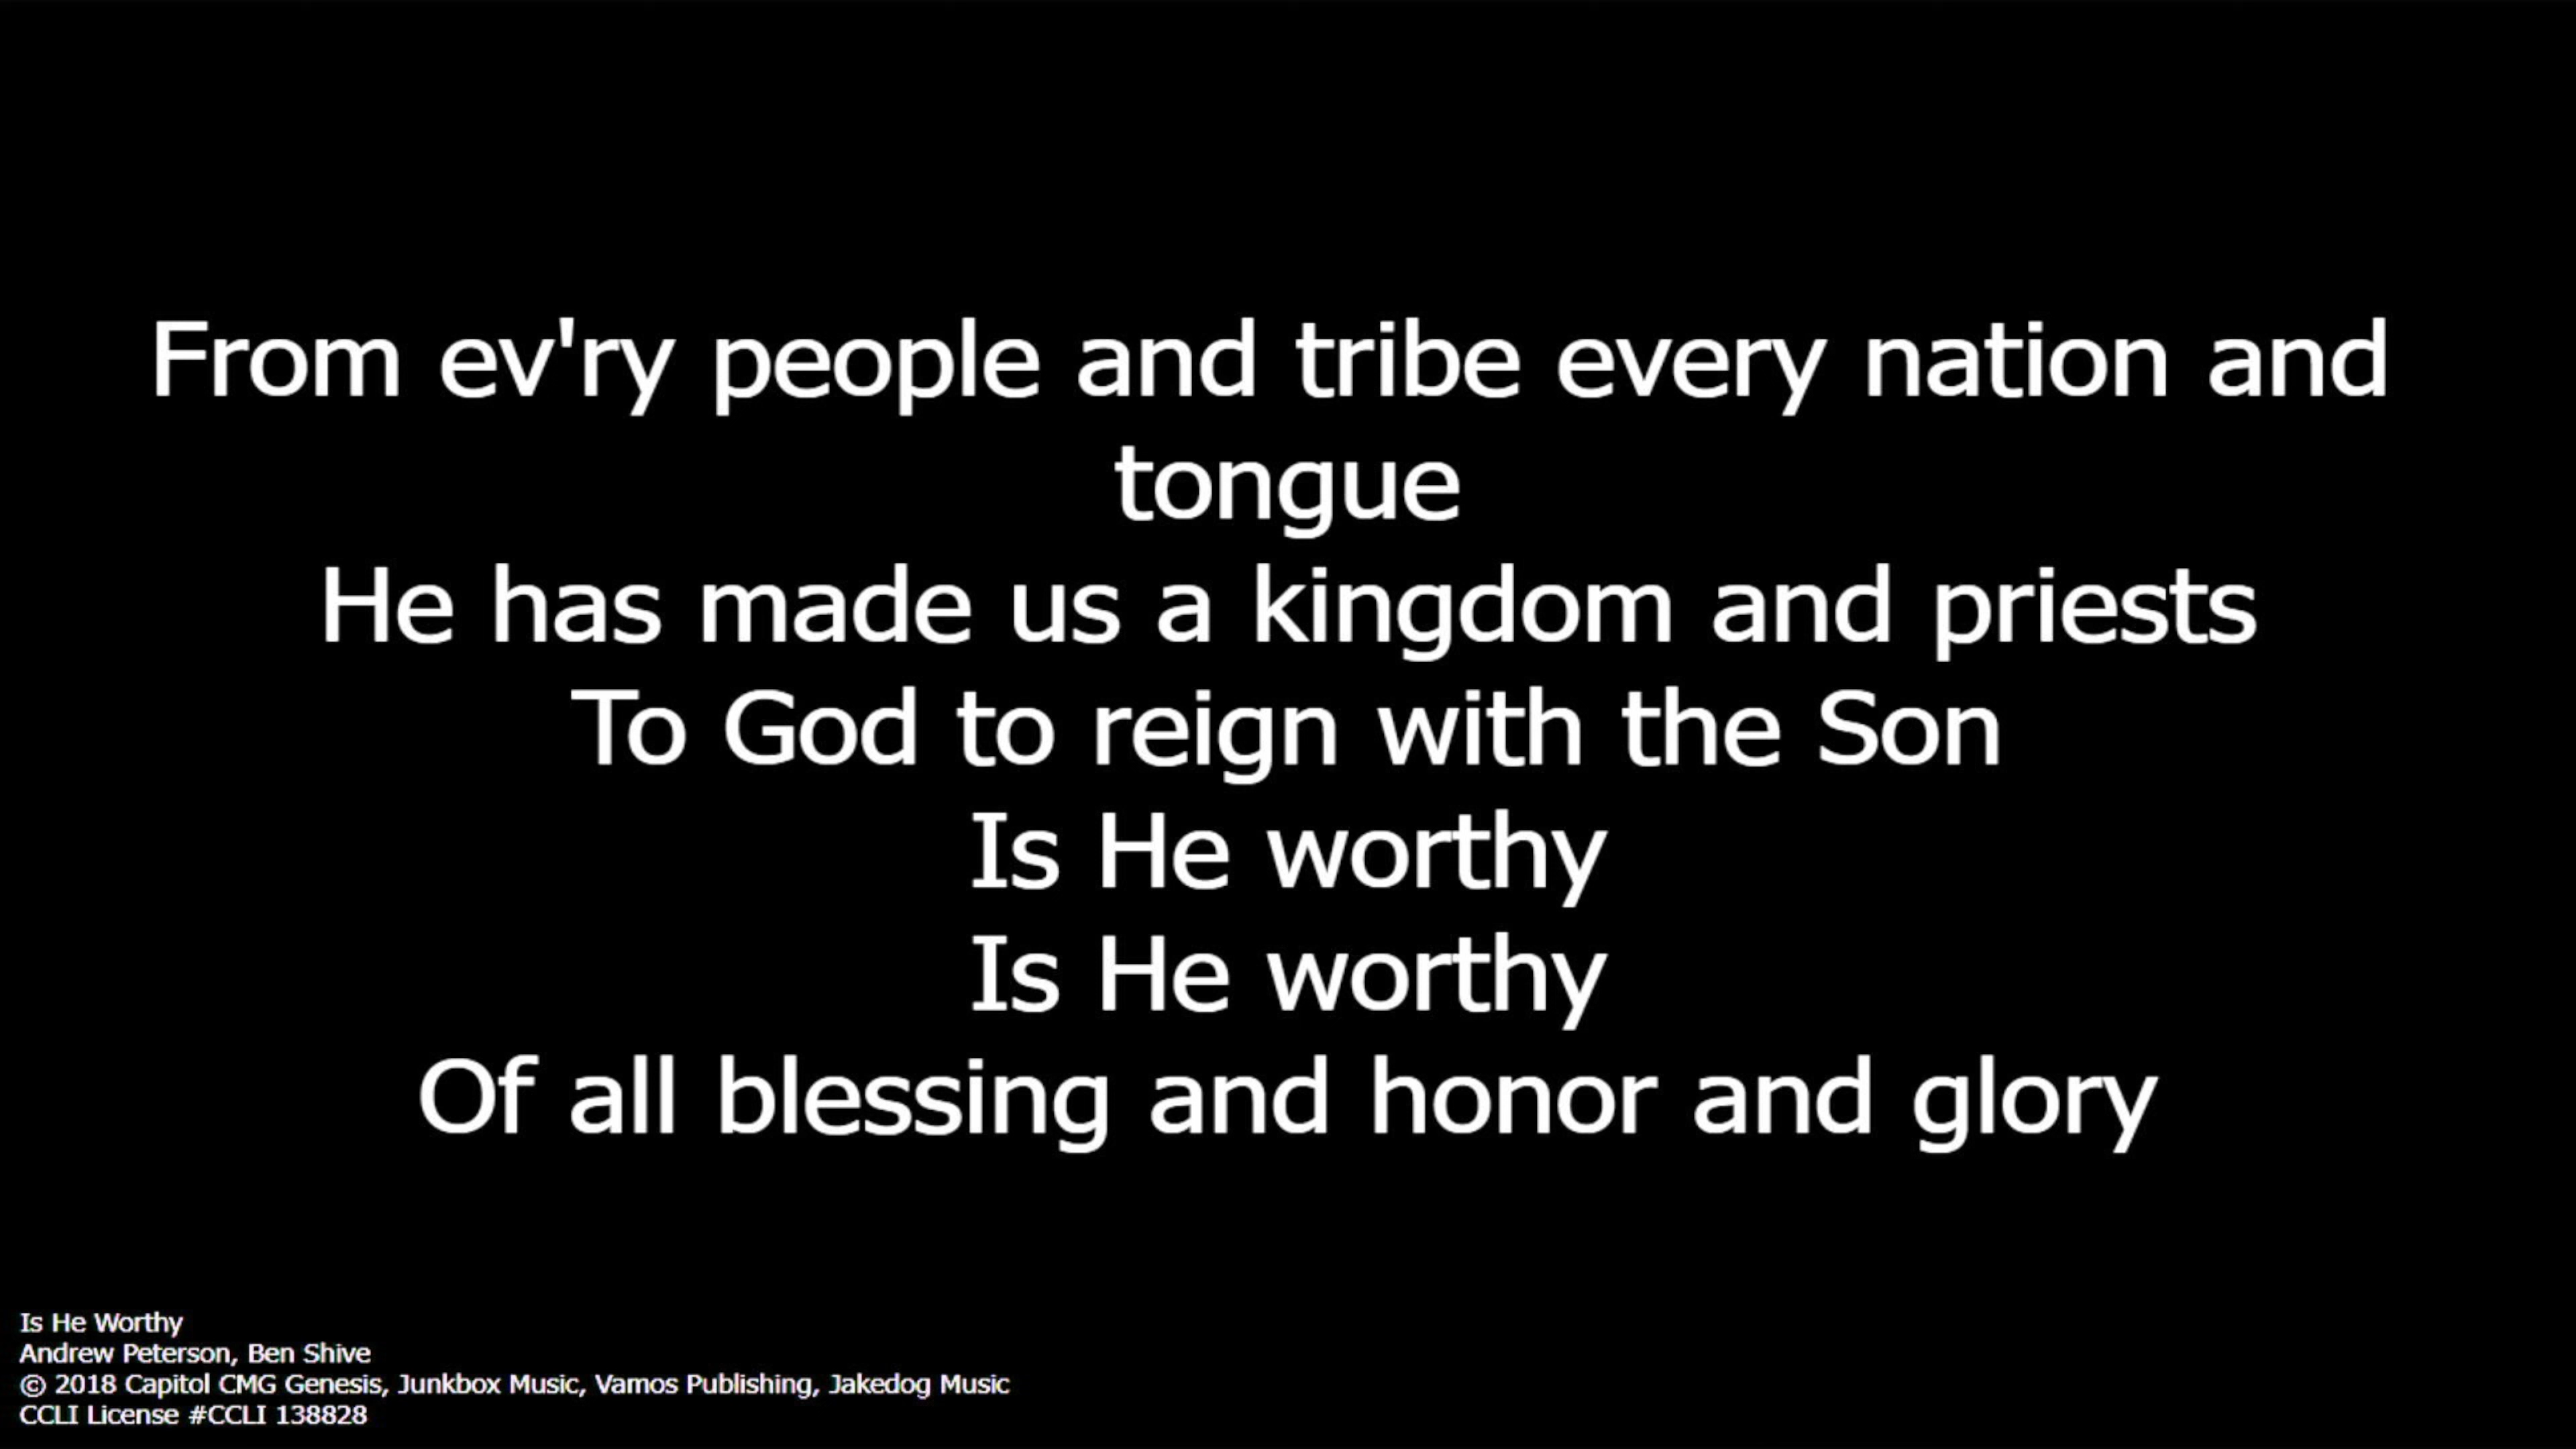 From ev'ry people and tribe every nation and
tongue
He has made us a kingdom and priests
To God to reign with the Son
Is He worthy
Is He worthy
Of all blessing and honor and glory
Is He Worthy
Andrew Peterson, Ben Shive
© 2018 Capitol CMG Genesis, Junkbox Music, Vamos Publishing, Jakedog Music
CCLI License #CCLI 138828